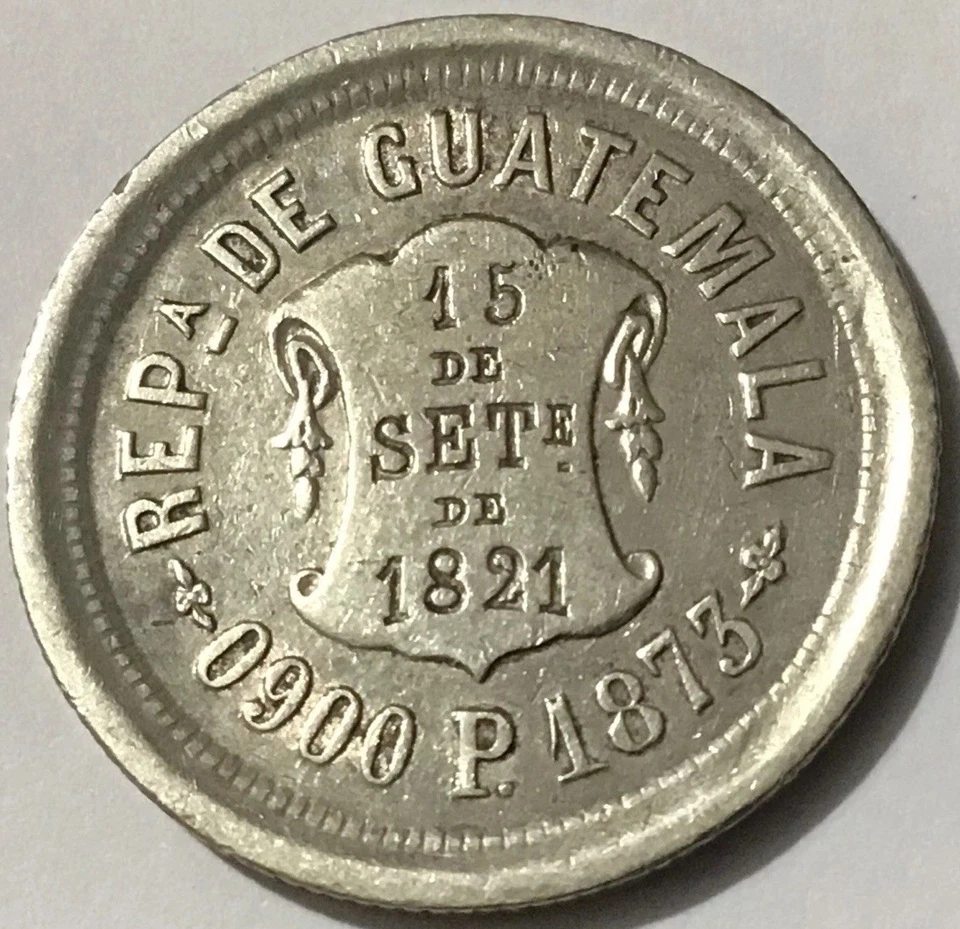 REPA DE GUATEMALA
15
DE
SETE.
DE
1821
0900 P. 1873